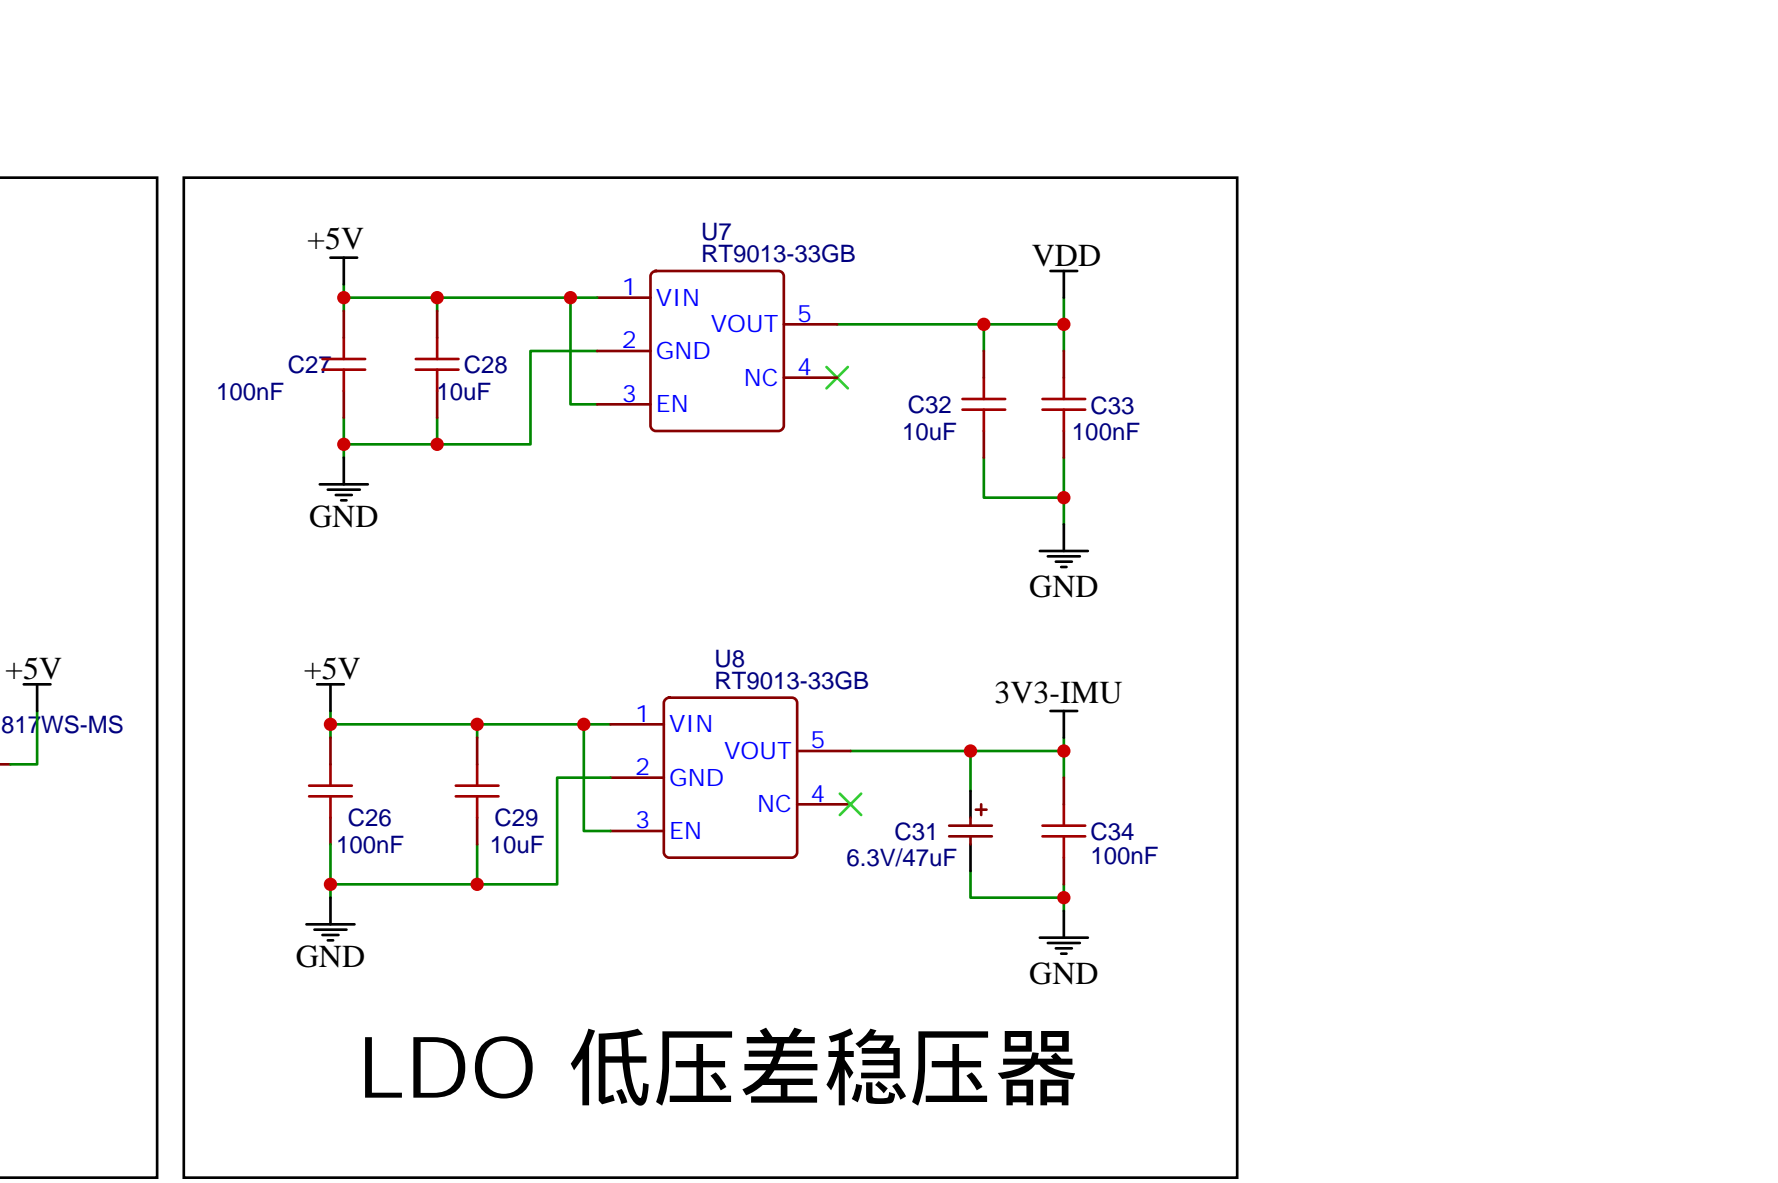 +5V
U7
RT9013-33GB
VDD
1
VIN
VOUT
5
2
GND
NC
4
3
EN
C27
100nF
C28
10uF
C32
10uF
C33
100nF
GND
GND
+5V
817WS-MS
+5V
U8
RT9013-33GB
3V3-IMU
1
VIN
VOUT
5
2
GND
NC
4
3
EN
C26
100nF
C29
10uF
+
C31
6.3V/47uF
C34
100nF
GND
GND
LDO 低压差稳压器